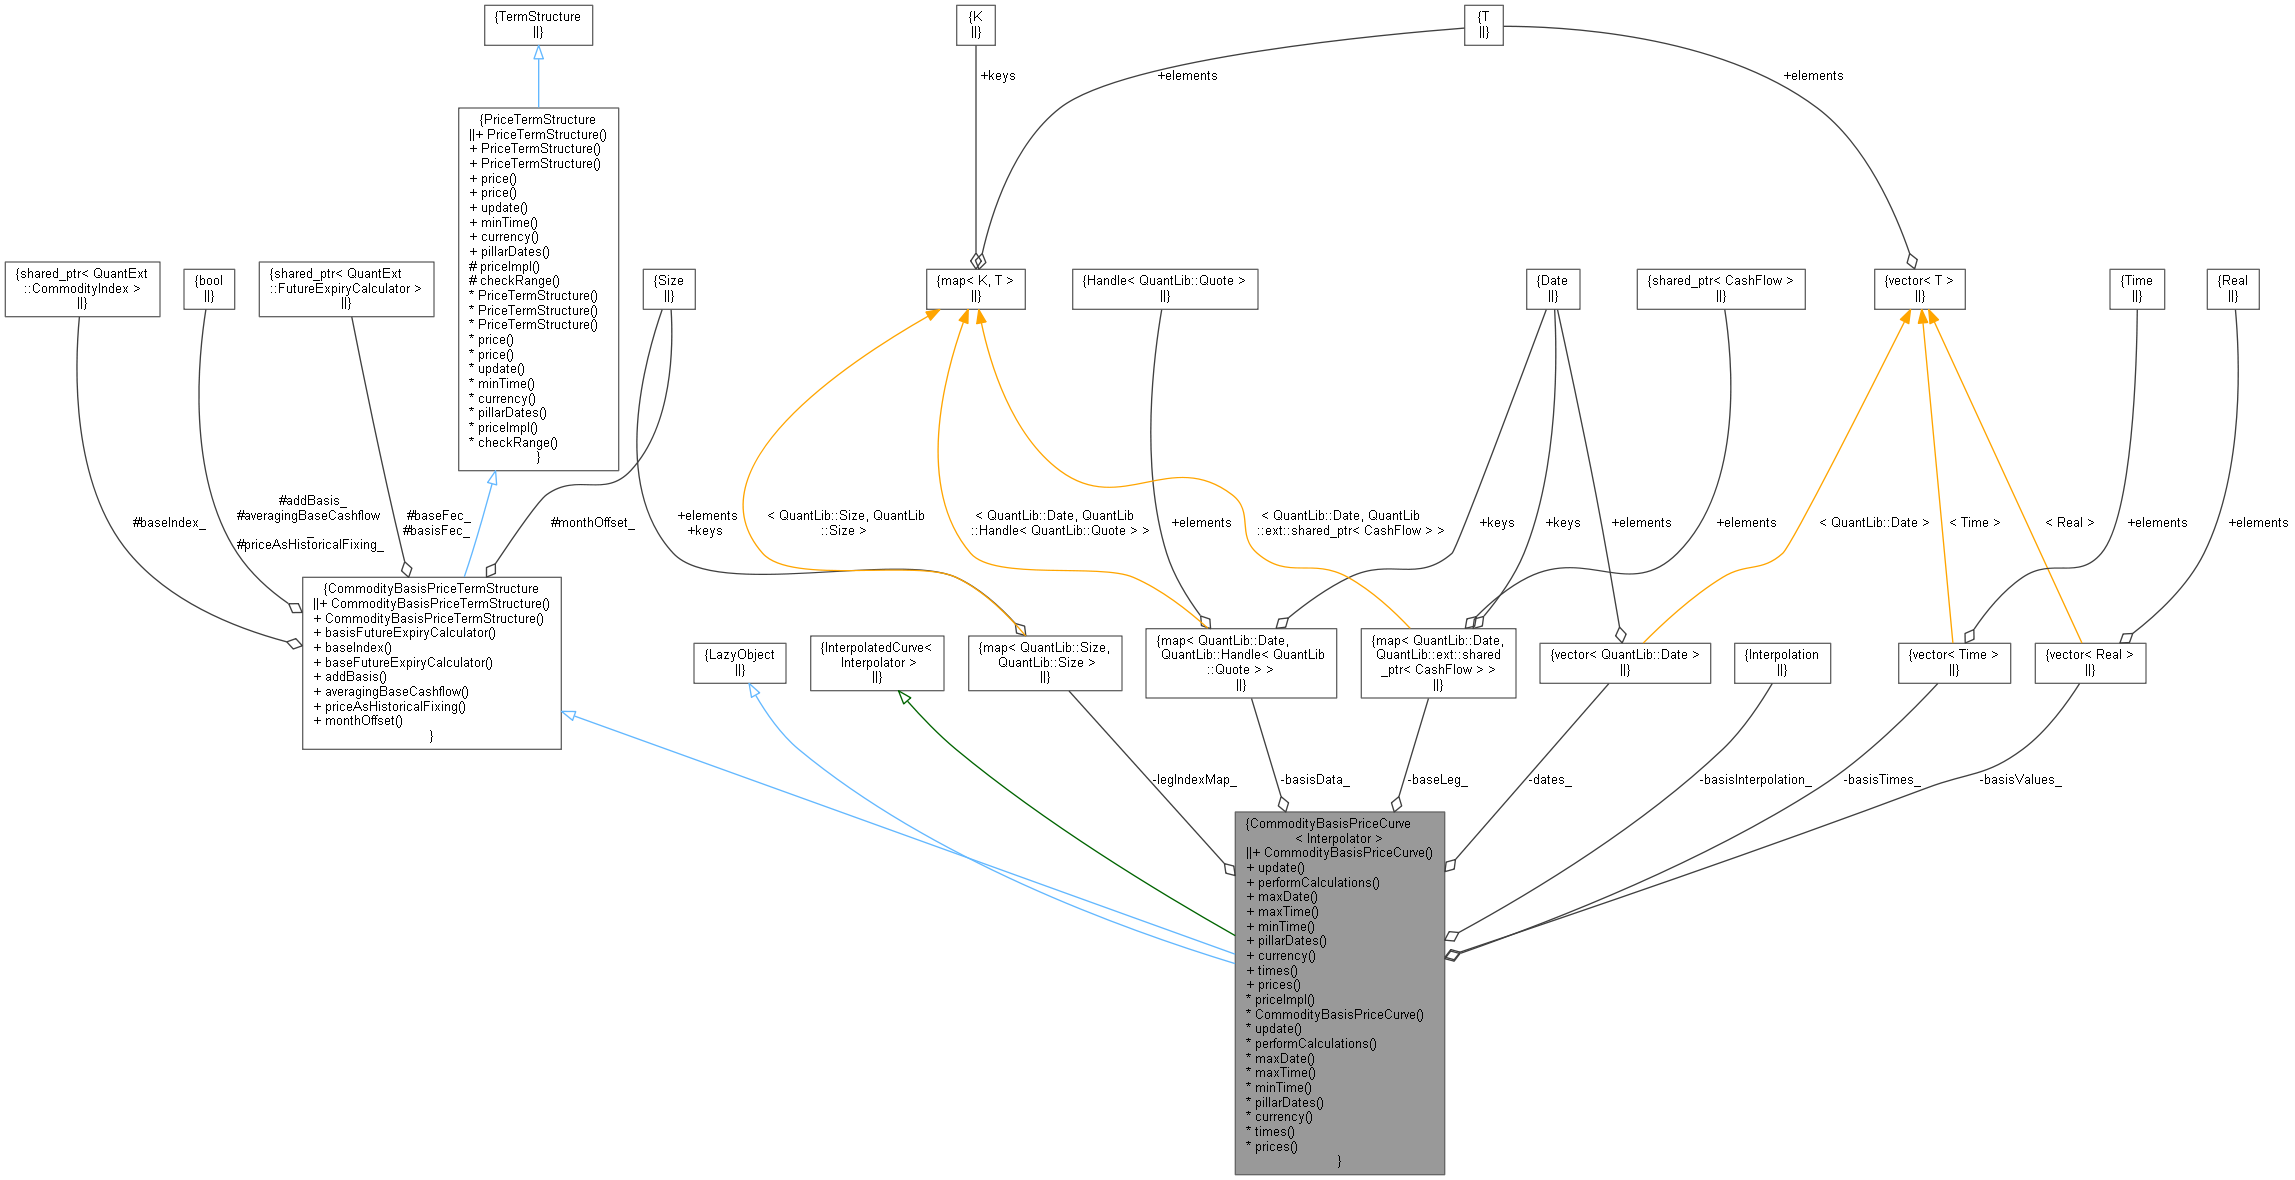 {TermStructure
||}
{K
||}
{T
||}
+keys
+elements
+elements
{PriceTermStructure
||+ PriceTermStructure()
+ PriceTermStructure()
+ PriceTermStructure()
+ price()
+ price()
+ update()
+ minTime()
+ currency()
+ pillarDates()
# priceImpl()
# checkRange()
* PriceTermStructure()
* PriceTermStructure()
* PriceTermStructure()
* price()
* price()
* update()
* minTime()
* currency()
* pillarDates()
* priceImpl()
* checkRange()
}
{shared_ptr< QuantExt
::CommodityIndex >
||}
{bool
||}
{shared_ptr< QuantExt
::FutureExpiryCalculator >
||}
{Size
||}
{map< K, T >
||}
{Handle< QuantLib::Quote >
||}
{Date
||}
{shared_ptr< CashFlow >
||}
{vector< T >
||}
{Time
||}
{Real
||}
#baseIndex_
#addBasis_
#averagingBaseCashflow
_
#priceAsHistoricalFixing_
#baseFec_
#basisFec_
#monthOffset_
+elements
+keys
< QuantLib::Size, QuantLib
::Size >
< QuantLib::Date, QuantLib
::Handle< QuantLib::Quote > >
+elements
< QuantLib::Date, QuantLib
::ext::shared_ptr< CashFlow > >
+keys
+keys
+elements
+elements
< QuantLib::Date >
< Time >
< Real >
+elements
+elements
{CommodityBasisPriceTermStructure
||+ CommodityBasisPriceTermStructure()
+ CommodityBasisPriceTermStructure()
+ basisFutureExpiryCalculator()
+ baseIndex()
+ baseFutureExpiryCalculator()
+ addBasis()
+ averagingBaseCashflow()
+ priceAsHistoricalFixing()
+ monthOffset()
}
{LazyObject
||}
{InterpolatedCurve<
Interpolator >
||}
{map< QuantLib::Size,
QuantLib::Size >
||}
{map< QuantLib::Date,
QuantLib::Handle< QuantLib
::Quote > >
||}
{map< QuantLib::Date,
QuantLib::ext::shared
_ptr< CashFlow > >
||}
{vector< QuantLib::Date >
||}
{Interpolation
||}
{vector< Time >
||}
{vector< Real >
||}
-legIndexMap_
-basisData_
-baseLeg_
-dates_
-basisInterpolation_
-basisTimes_
-basisValues_
{CommodityBasisPriceCurve
< Interpolator >
||+ CommodityBasisPriceCurve()
+ update()
+ performCalculations()
+ maxDate()
+ maxTime()
+ minTime()
+ pillarDates()
+ currency()
+ times()
+ prices()
* priceImpl()
* CommodityBasisPriceCurve()
* update()
* performCalculations()
* maxDate()
* maxTime()
* minTime()
* pillarDates()
* currency()
* times()
* prices()
}